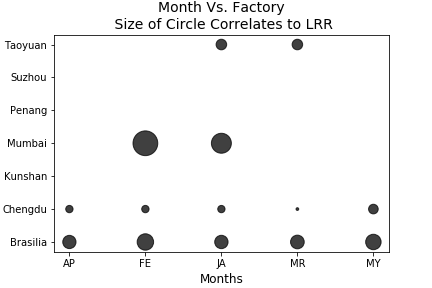 Month Vs. Factory
Size of Circle Correlates to LRR
Taoyuan
Suzhou
Penang
Mumbai
Kunshan
Chengdu
Brasilia
AP FE JA MR MY
Months